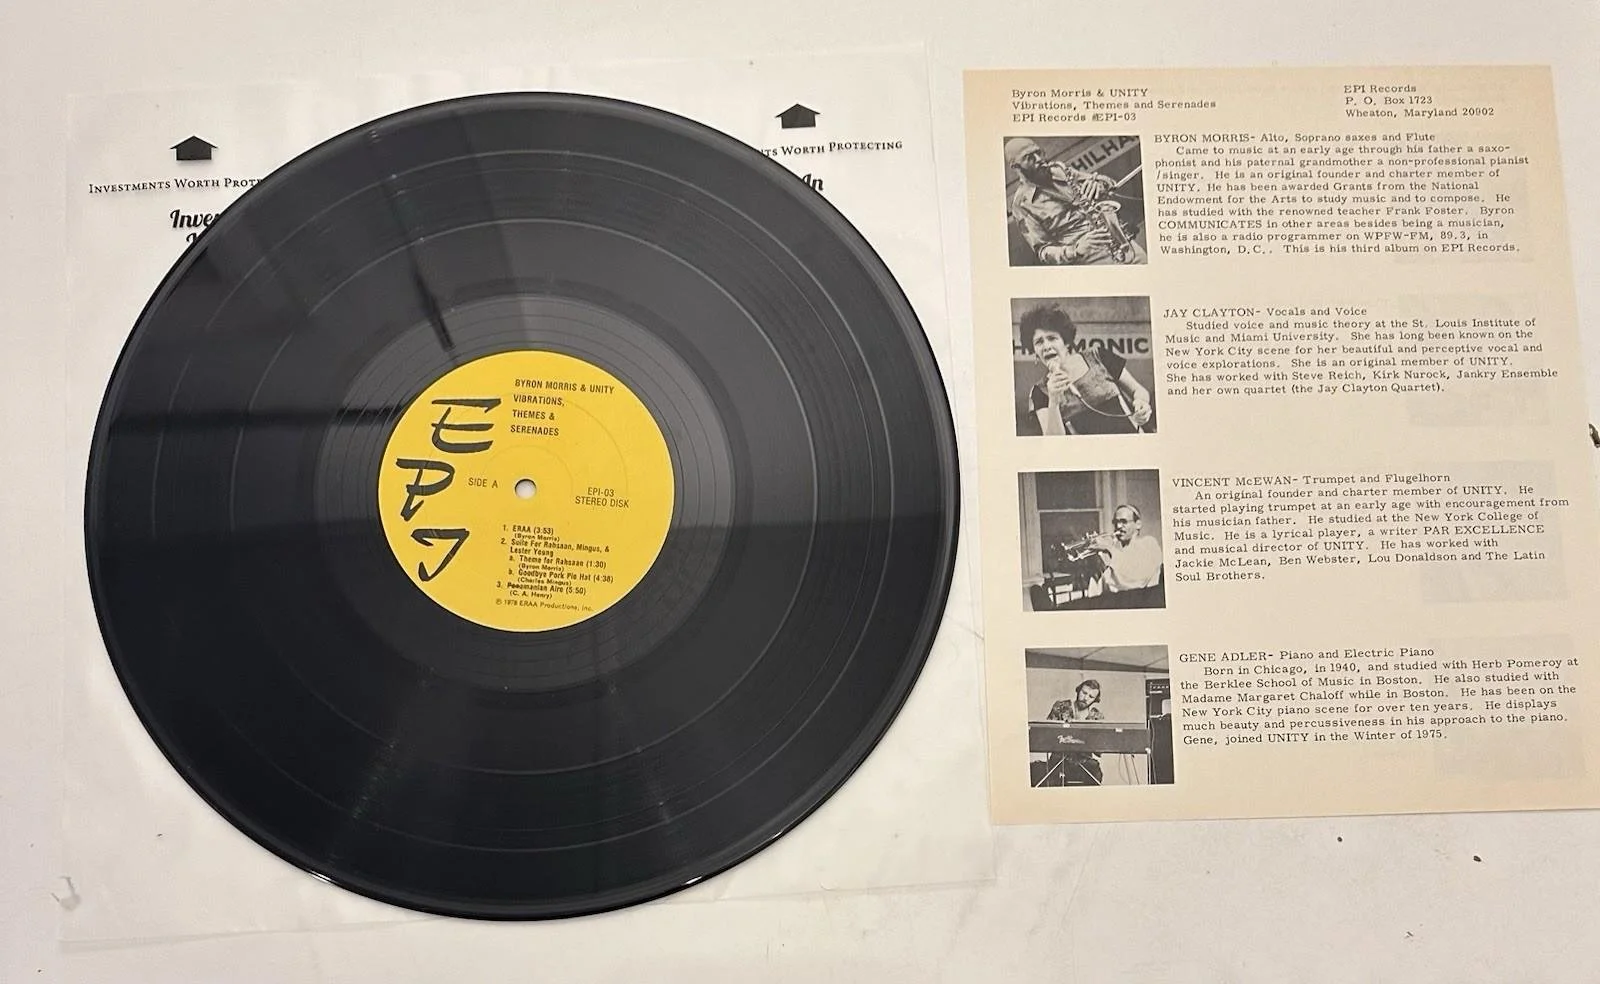 INVESTMENTS WORTH
Inves
INVESTMENTS WORTH PROTECTING
In
BYRON MORRIS & UNITY
VIBRATIONS,
THEMES &
SERENADES
EPI
SIDE A
EPI-03
STEREO DISK
1. ERAA (3:53)
(Byron Morris)
2. Suite For Rahsaan, Mingus, &
Lester Young
a. Theme for Rahsaan (1:30)
(Byron Morris)
b. Goodbye Pork Pie Hat (4:38)
(Charles Mingus)
3. Panamanian Aire (5:50)
(C. A. Henry)
1978 ERAA Productions, Inc.
Byron Morris & UNITY
Vibrations, Themes and Serenades
EPI Records #EPI-03
EPI Records
P. O. Box 1723
Wheaton, Maryland 20902
PHILHA
BYRON MORRIS- Alto, Soprano saxes and Flute
Came to music at an early age through his father a saxo-
phonist and his paternal grandmother a non-professional pianist
/singer. He is an original founder and charter member of
UNITY. He has been awarded Grants from the National
Endowment for the Arts to study music and to compose. He
has studied with the renowned teacher Frank Foster. Byron
COMMUNICATES in other areas besides being a musician,
he is also a radio programmer on WPFW-FM, 89.3, in
Washington, D.C.. This is his third album on EPI Records.
MONIC
JAY CLAYTON- Vocals and Voice
Studied voice and music theory at the St. Louis Institute of
Music and Miami University. She has long been known on the
New York City scene for her beautiful and perceptive vocal and
voice explorations. She is an original member of UNITY.
She has worked with Steve Reich, Kirk Nurock, Jankry Ensemble
and her own quartet (the Jay Clayton Quartet).
VINCENT McEWAN- Trumpet and Flugelhorn
An original founder and charter member of UNITY. He
started playing trumpet at an early age with encouragement from
his musician father. He studied at the New York College of
Music. He is a lyrical player, a writer PAR EXCELLENCE
and musical director of UNITY. He has worked with
Jackie McLean, Ben Webster, Lou Donaldson and The Latin
Soul Brothers.
GENE ADLER- Piano and Electric Piano
Born in Chicago, in 1940, and studied with Herb Pomeroy at
the Berklee School of Music in Boston. He also studied with
Madame Margaret Chaloff while in Boston. He has been on the
New York City piano scene for over ten years. He displays
much beauty and percussiveness in his approach to the piano.
Gene, joined UNITY in the Winter of 1975.